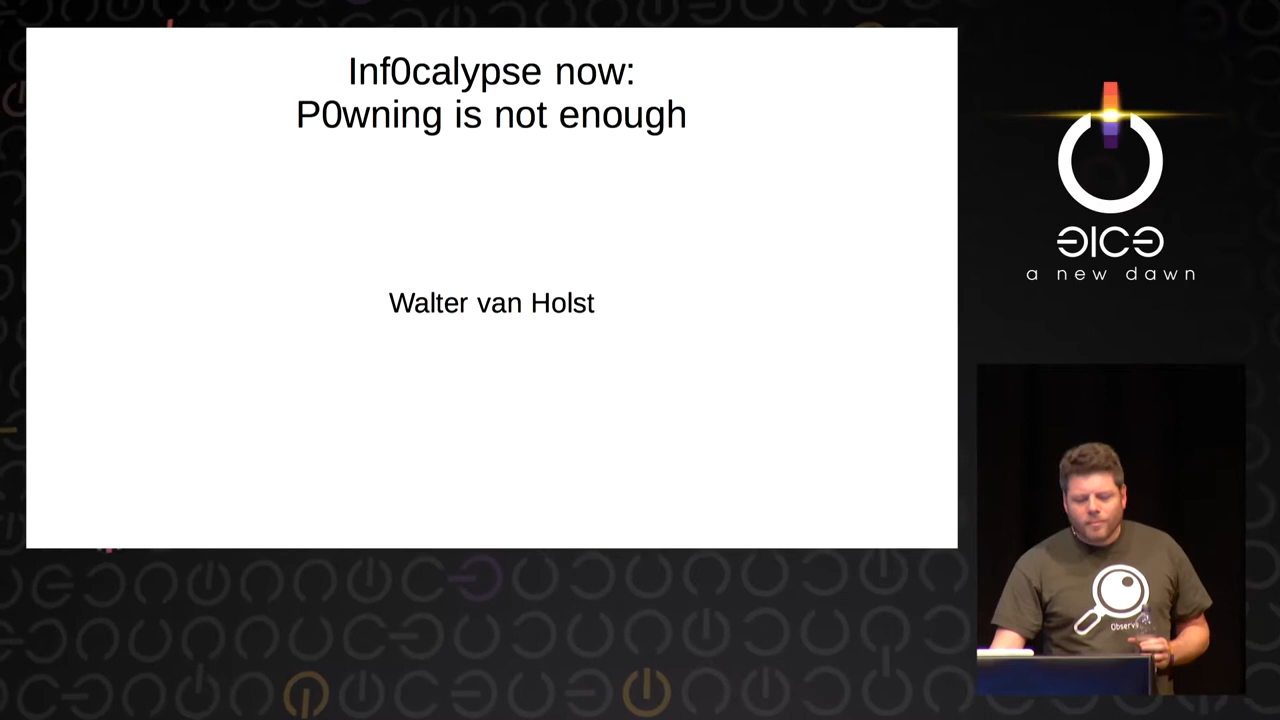 Inf0calypse now:
P0wning is not enough
Walter van Holst
a new dawn